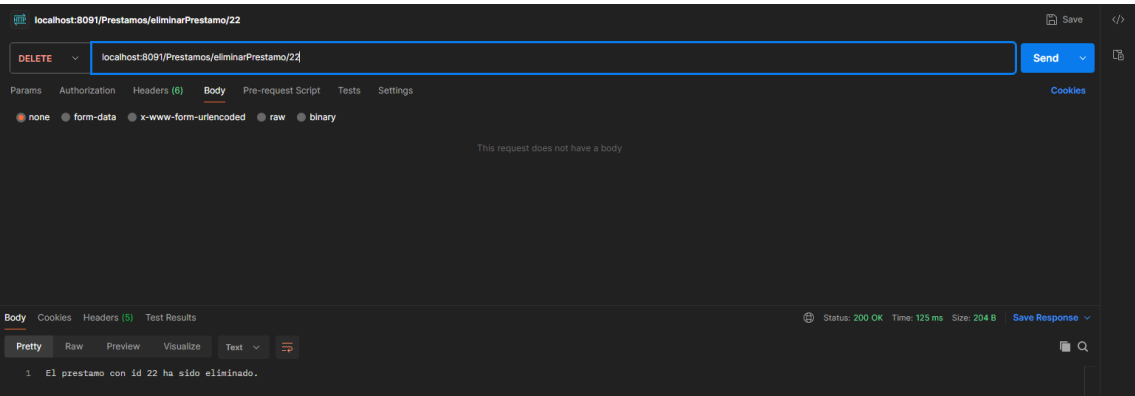 HTTP localhost:8091/Prestamos/eliminarPrestamo/22 Save </>
DELETE localhost:8091/Prestamos/eliminarPrestamo/22 Send
Params Authorization Headers (6) Body Pre-request Script Tests Settings Cookies
none form-data x-www-form-urlencoded raw binary
This request does not have a body
Body Cookies Headers (5) Test Results Status: 200 OK Time: 125 ms Size: 204 B Save Response
Pretty Raw Preview Visualize Text
1 El prestamo con id 22 ha sido eliminado.